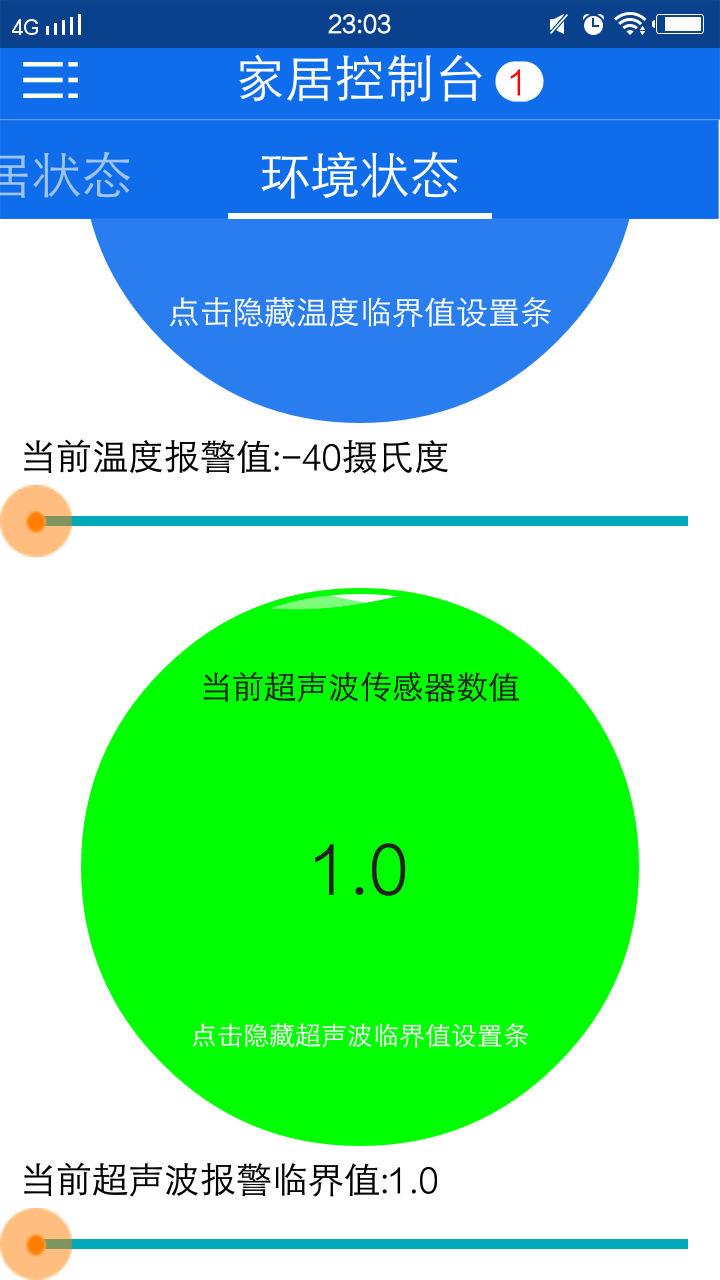 4G 23:03
家居控制台 1
居状态 环境状态
点击隐藏温度临界值设置条
当前温度报警值:-40摄氏度
当前超声波传感器数值
1.0
点击隐藏超声波临界值设置条
当前超声波报警临界值:1.0